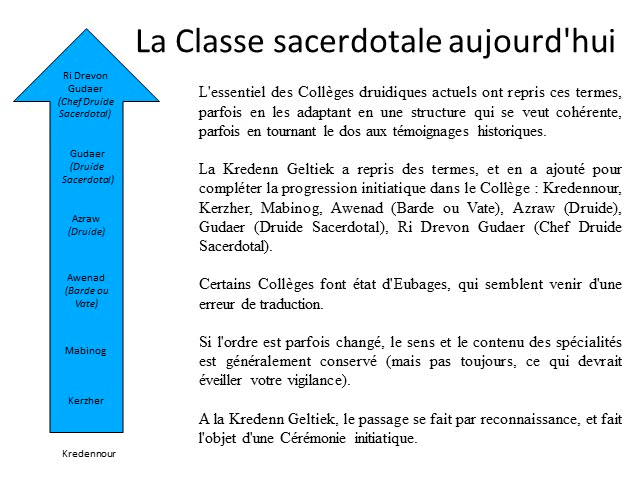 La Classe sacerdotale aujourd'hui
Ri Drevon
Gudaer
(Chef Druide
Sacerdotal)
Gudaer
(Druide
Sacerdotal)
Azraw
(Druide)
Awenad
(Barde ou
Vate)
Mabinog
Kerzher
Kredennour
L'essentiel des Collèges druidiques actuels ont repris ces termes,
parfois en les adaptant en une structure qui se veut cohérente,
parfois en tournant le dos aux témoignages historiques.
La Kredenn Geltiek a repris des termes, et en a ajouté pour
compléter la progression initiatique dans le Collège : Kredennour,
Kerzher, Mabinog, Awenad (Barde ou Vate), Azraw (Druide),
Gudaer (Druide Sacerdotal), Ri Drevon Gudaer (Chef Druide
Sacerdotal).
Certains Collèges font état d'Eubages, qui semblent venir d'une
erreur de traduction.
Si l'ordre est parfois changé, le sens et le contenu des spécialités
est généralement conservé (mais pas toujours, ce qui devrait
éveiller votre vigilance).
A la Kredenn Geltiek, le passage se fait par reconnaissance, et fait
l'objet d'une Cérémonie initiatique.